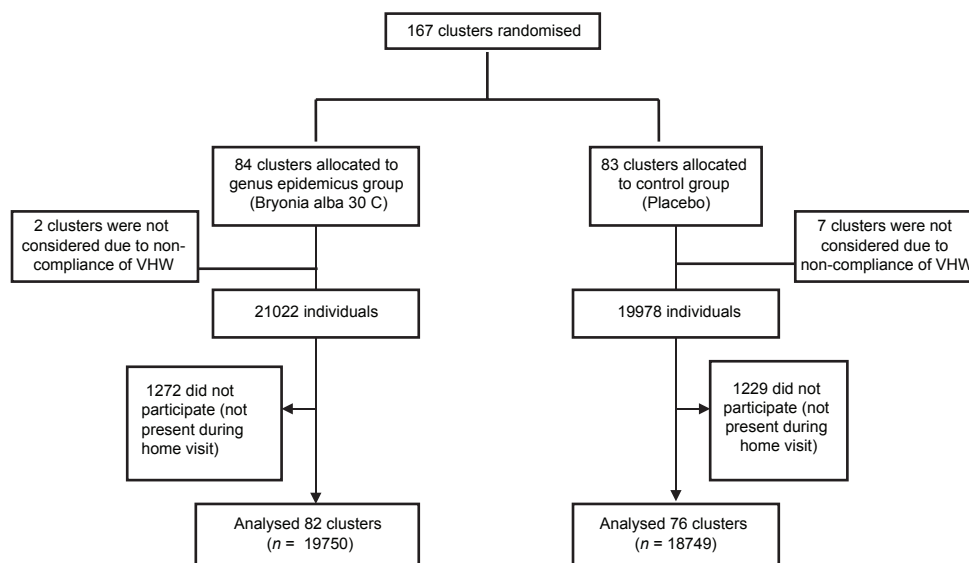 167 clusters randomised
84 clusters allocated to
genus epidemicus group
(Bryonia alba 30 C)
83 clusters allocated
to control group
(Placebo)
2 clusters were not
considered due to non-
compliance of VHW
7 clusters were not
considered due to
non-compliance of VHW
21022 individuals
19978 individuals
1272 did not
participate (not
present during
home visit)
1229 did not
participate (not
present during
home visit)
Analysed 82 clusters
(n = 19750)
Analysed 76 clusters
(n = 18749)